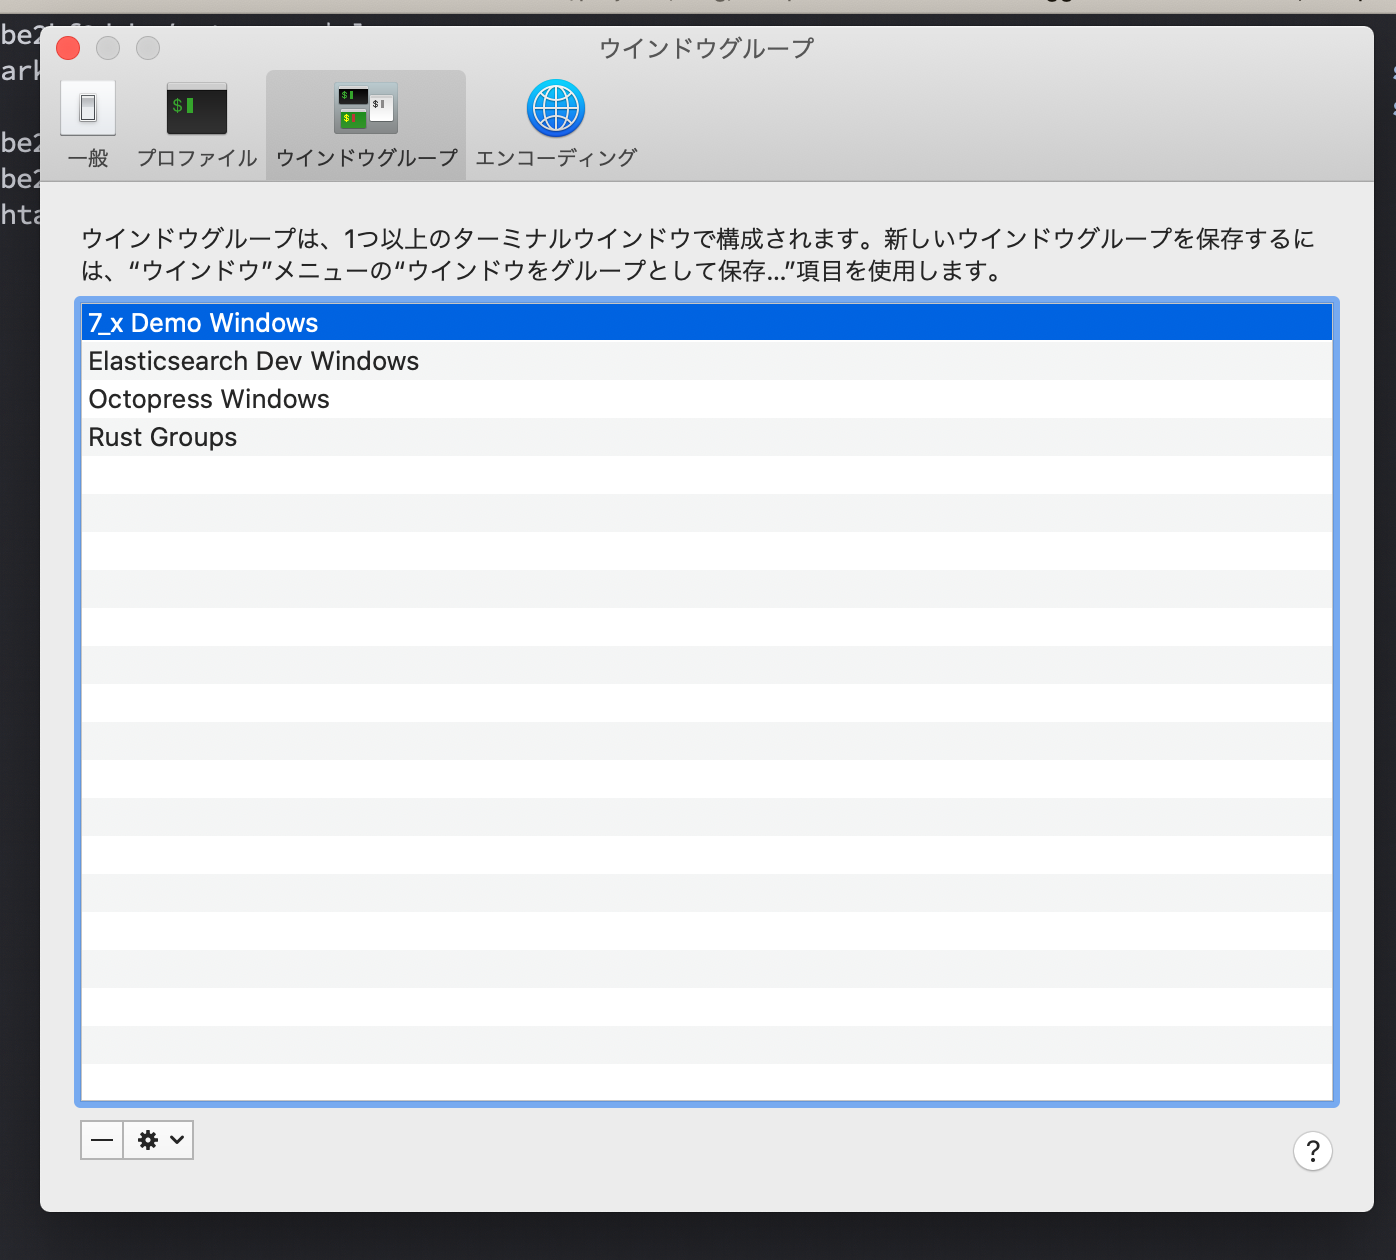 ウインドウグループ
一般
プロファイル
ウインドウグループ
エンコーディング
ウインドウグループは、1つ以上のターミナルウインドウで構成されます。新しいウインドウグループを保存するに
は、“ウインドウ”メニューの“ウインドウをグループとして保存...”項目を使用します。
7_x Demo Windows
Elasticsearch Dev Windows
Octopress Windows
Rust Groups
?